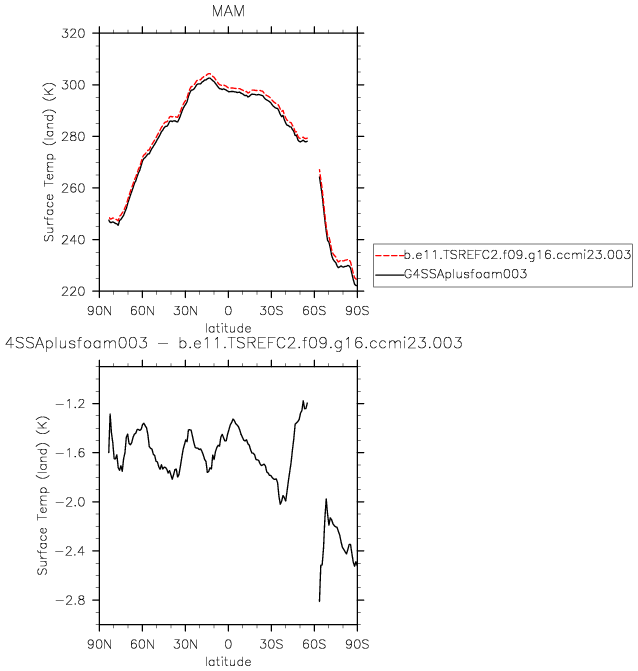 MAM
320
300
280
260
240
220
Surface Temp (land) (K)
90N 60N 30N 0 30S 60S 90S
latitude
b.e11.TSREFC2.f09.g16.ccmi23.003
G4SSAplusfoam003
4SSAplusfoam003 − b.e11.TSREFC2.f09.g16.ccmi23.003
−1.2
−1.6
−2.0
−2.4
−2.8
Surface Temp (land) (K)
90N 60N 30N 0 30S 60S 90S
latitude